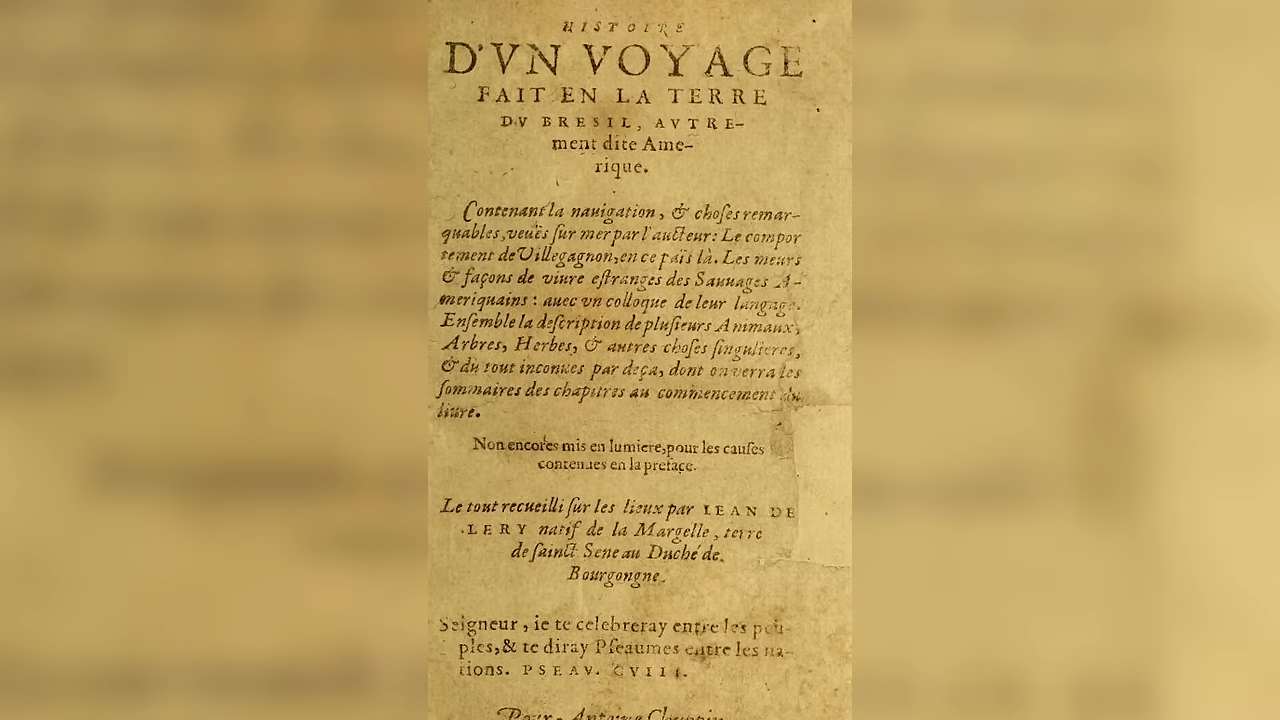 HISTOIRE
D'VN VOYAGE
FAIT EN LA TERRE
DV BRESIL, AVTRE-
ment dite Ame-
rique.
Contenant la nauigation, & choses remar-
quables, veuës sur mer par l'aucteur: Le compor
tement de Villegagnon, en ce païs là. Les meurs
& façons de viure estranges des Sauuages A-
meriquains : auec vn colloque de leur langage.
Ensemble la description de plusieurs Animaux,
Arbres, Herbes, & autres choses singulieres,
& du tout inconues par deça, dont on verra les
sommaires des chapitres au commencement du
liure.
Non encores mis en lumiere, pour les causes
contenues en la preface.
Le tout recueilli sur les lieux par IEAN DE
LERY natif de la Margelle, terre
de sainct Sene au Duché de
Bourgongne.
Seigneur, ie te celebreray entre les peu-
ples, & te diray Pseaumes entre les na-
tions. PSEAV. CVIII.
Pour Antoine Chuppin